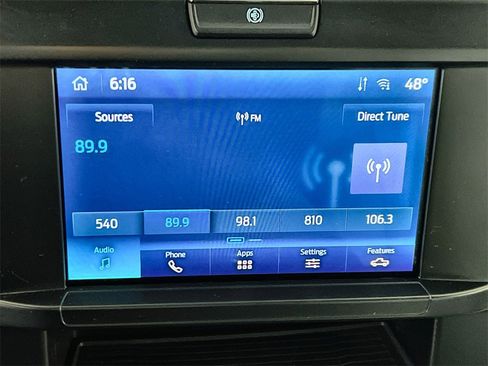 6:16 48°
Sources FM Direct Tune
89.9
540 89.9 98.1 810 106.3
Audio Phone Apps Settings Features